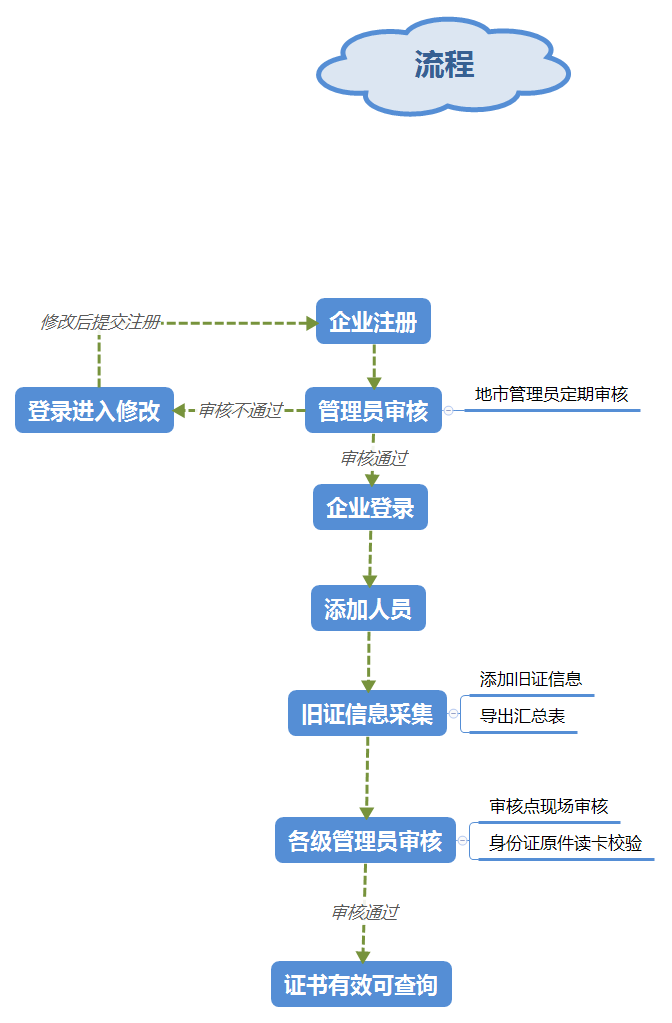 流程
企业注册
修改后提交注册
登录进入修改
审核不通过
管理员审核
地市管理员定期审核
审核通过
企业登录
添加人员
旧证信息采集
添加旧证信息
导出汇总表
各级管理员审核
审核点现场审核
身份证原件读卡校验
审核通过
证书有效可查询